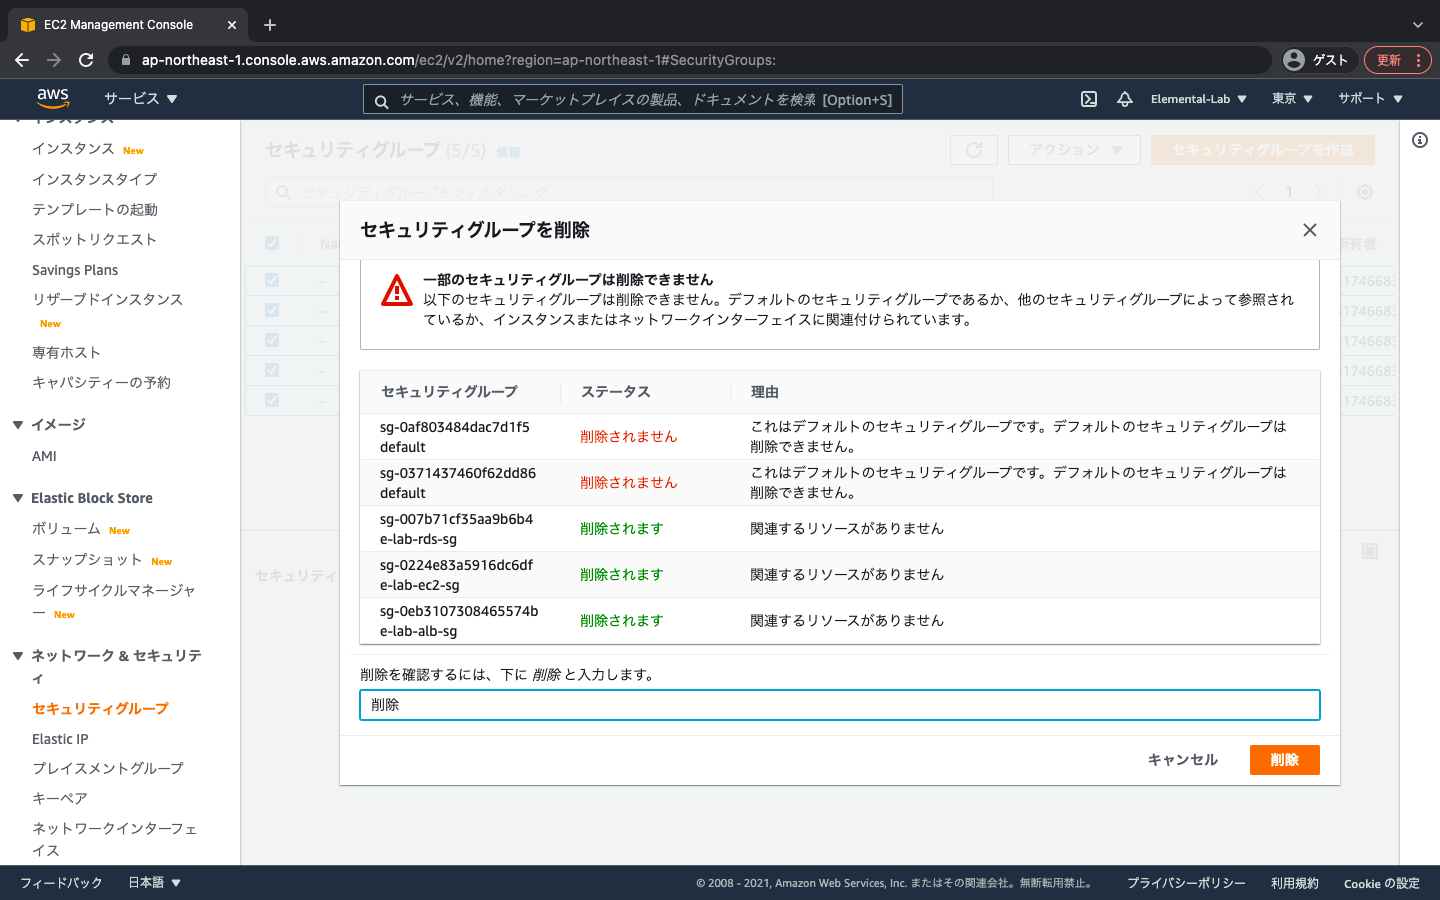 EC2 Management Console
ap-northeast-1.console.aws.amazon.com/ec2/v2/home?region=ap-northeast-1#SecurityGroups:
ゲスト
更新
aws
サービス
サービス、機能、マーケットプレイスの製品、ドキュメントを検索 [Option+S]
Elemental-Lab
東京
サポート
インスタンス
インスタンス New
インスタンスタイプ
テンプレートの起動
スポットリクエスト
Savings Plans
リザーブドインスタンス
New
専有ホスト
キャパシティーの予約
イメージ
AMI
Elastic Block Store
ボリューム New
スナップショット New
ライフサイクルマネージャ
ー New
ネットワーク & セキュリテ
ィ
セキュリティグループ
Elastic IP
プレイスメントグループ
キーペア
ネットワークインターフェ
イス
セキュリティグループ (5/5) 情報
アクション
セキュリティグループを作成
セキュリティグループをフィルタリング
1
所有者
セキュリティグループを削除
一部のセキュリティグループは削除できません
以下のセキュリティグループは削除できません。デフォルトのセキュリティグループであるか、他のセキュリティグループによって参照され
ているか、インスタンスまたはネットワークインターフェイスに関連付けられています。
セキュリティグループ ステータス 理由
sg-0af803484dac7d1f5
default
削除されません
これはデフォルトのセキュリティグループです。デフォルトのセキュリティグループは
削除できません。
sg-0371437460f62dd86
default
削除されません
これはデフォルトのセキュリティグループです。デフォルトのセキュリティグループは
削除できません。
sg-007b71cf35aa9b6b4
e-lab-rds-sg
削除されます
関連するリソースがありません
sg-0224e83a5916dc6df
e-lab-ec2-sg
削除されます
関連するリソースがありません
sg-0eb3107308465574b
e-lab-alb-sg
削除されます
関連するリソースがありません
削除を確認するには、下に 削除 と入力します。
削除
キャンセル
削除
フィードバック
日本語
© 2008 - 2021, Amazon Web Services, Inc. またはその関連会社。無断転用禁止。
プライバシーポリシー
利用規約
Cookie の設定